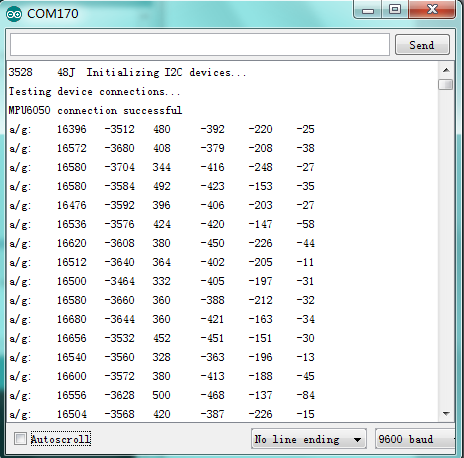 COM170
Send
3528 48J Initializing I2C devices...
Testing device connections...
MPU6050 connection successful
a/g: 16396 -3512 480 -392 -220 -25
a/g: 16572 -3680 408 -379 -208 -38
a/g: 16580 -3704 344 -416 -248 -27
a/g: 16580 -3584 492 -423 -153 -35
a/g: 16476 -3592 396 -406 -203 -27
a/g: 16536 -3576 424 -420 -147 -58
a/g: 16620 -3608 380 -450 -226 -44
a/g: 16512 -3640 364 -402 -205 -11
a/g: 16500 -3464 332 -405 -197 -31
a/g: 16580 -3660 360 -388 -212 -32
a/g: 16680 -3644 360 -421 -163 -34
a/g: 16656 -3532 452 -451 -151 -30
a/g: 16540 -3560 328 -363 -196 -13
a/g: 16600 -3572 380 -413 -188 -45
a/g: 16556 -3628 500 -468 -137 -84
a/g: 16504 -3568 420 -387 -226 -15
Autoscroll No line ending 9600 baud